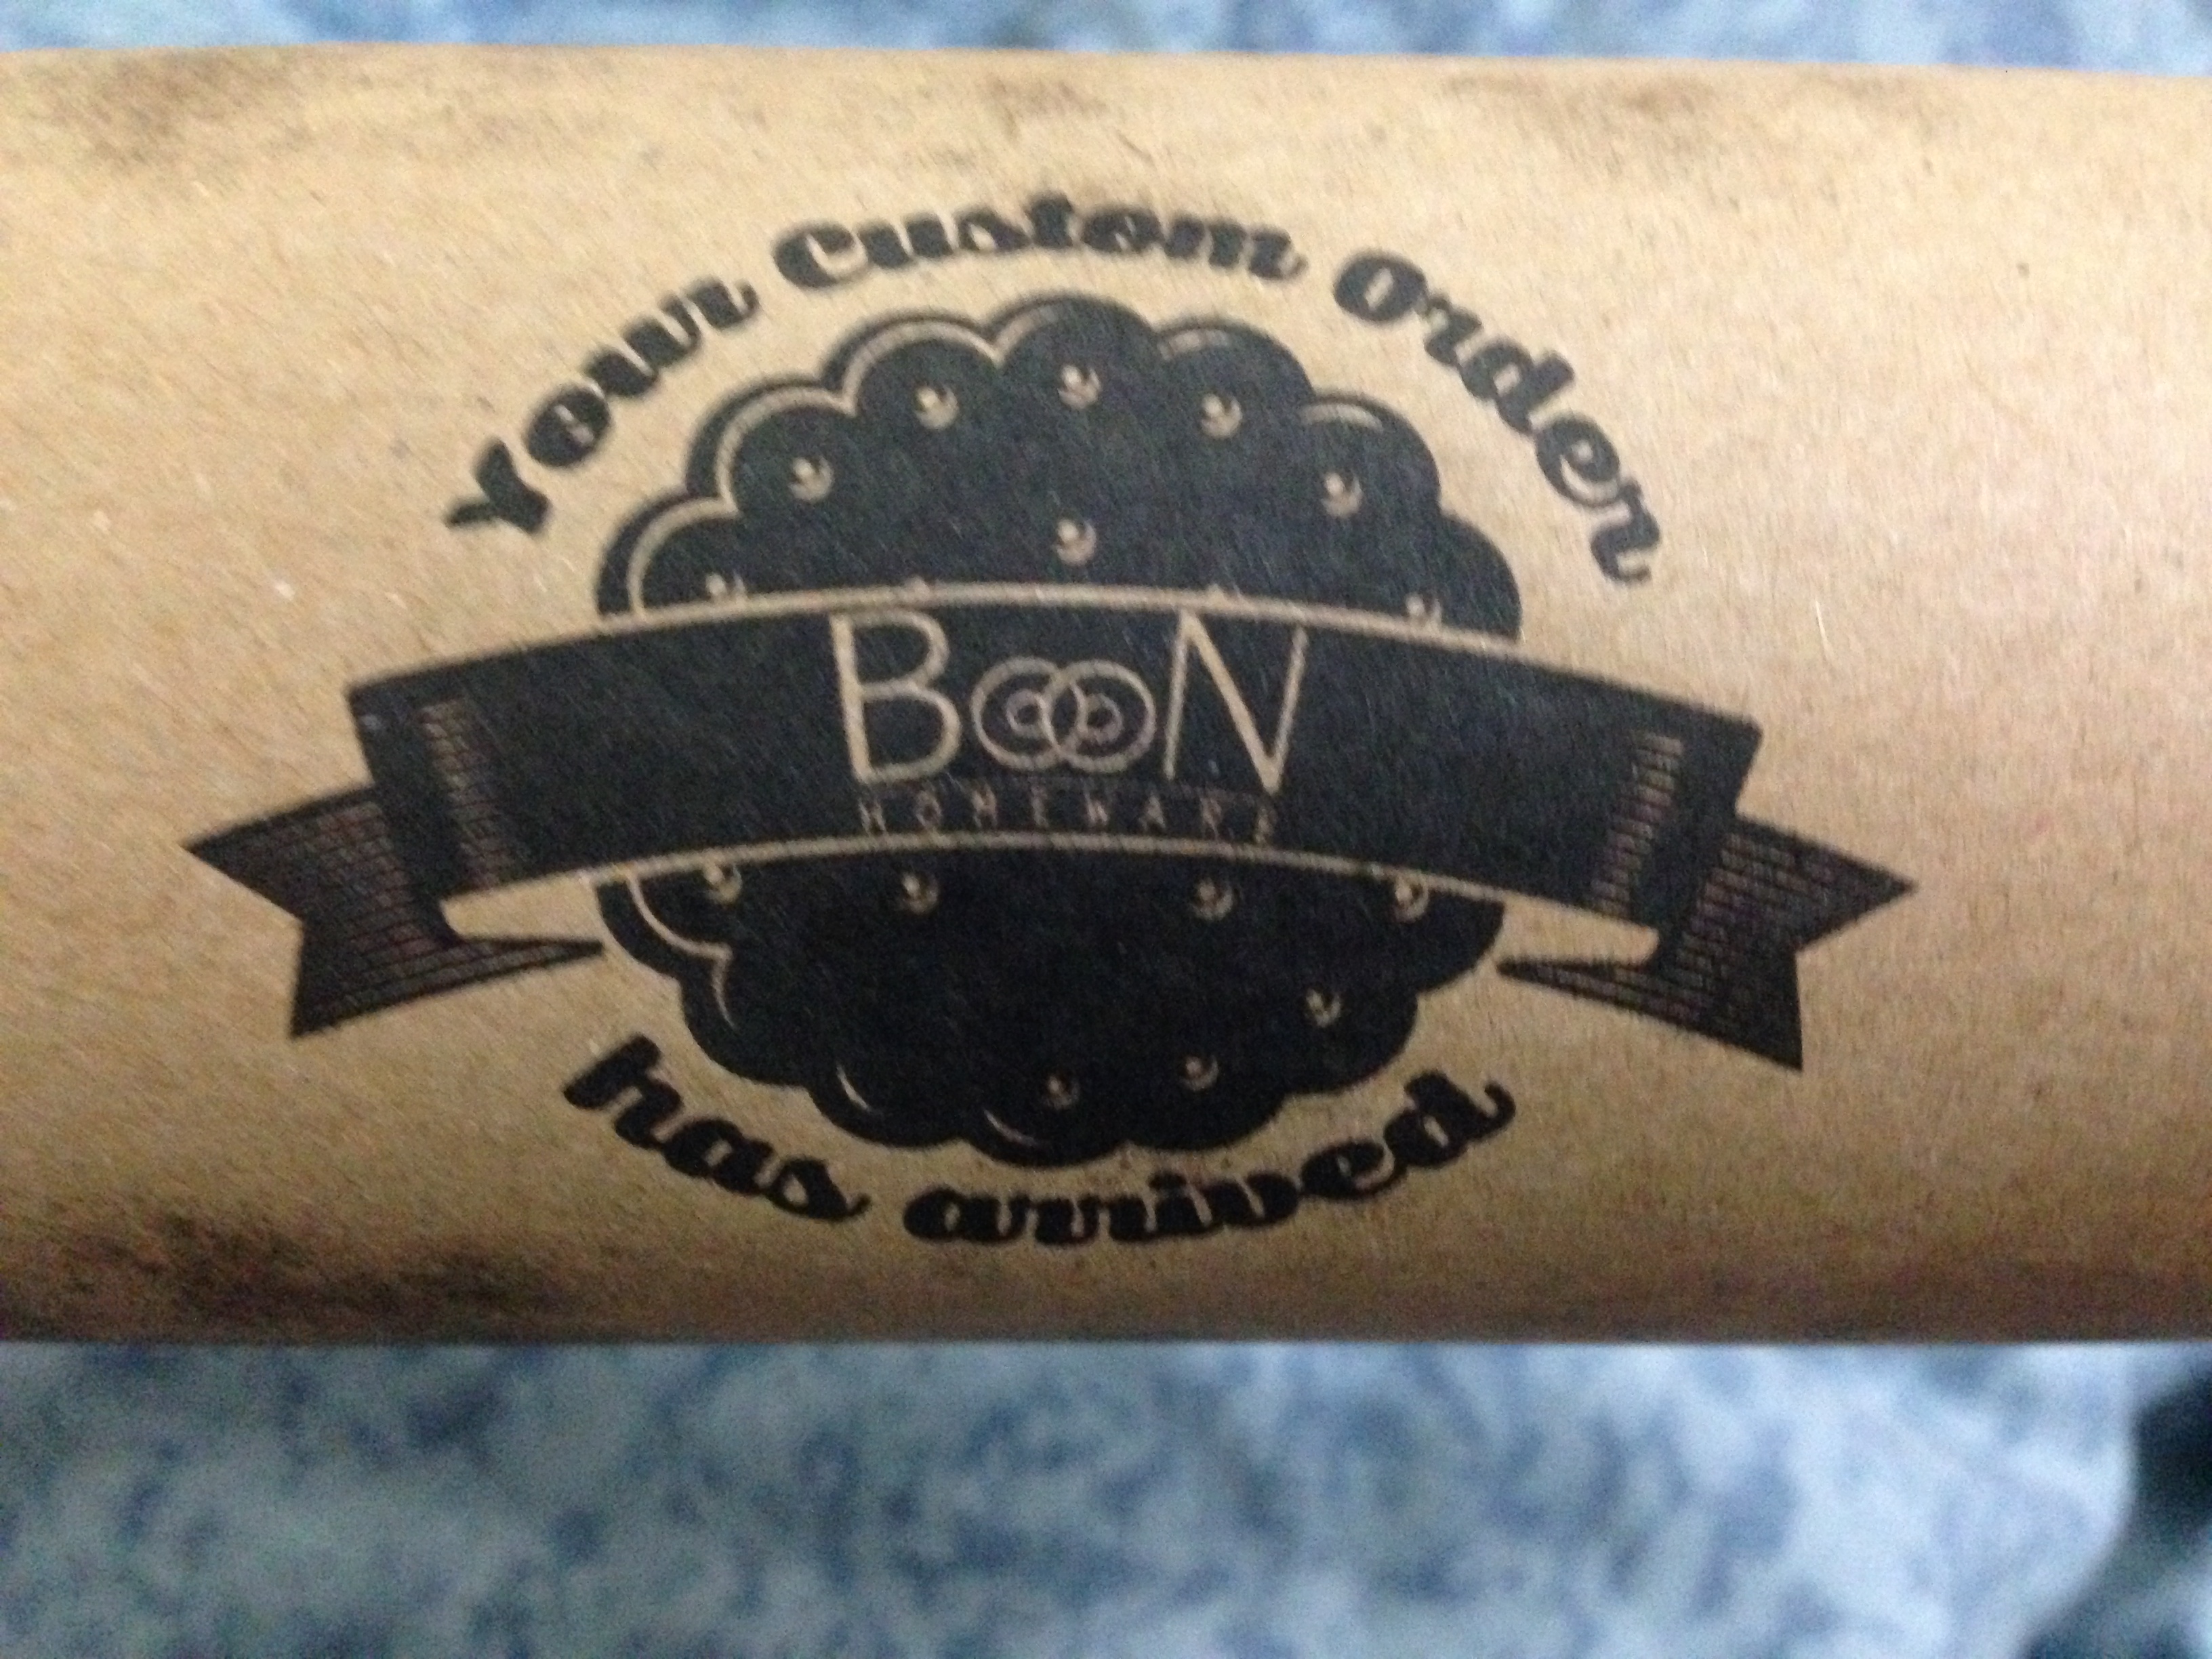 Your Custom Order
BOON
HOMEWARE
has arrived